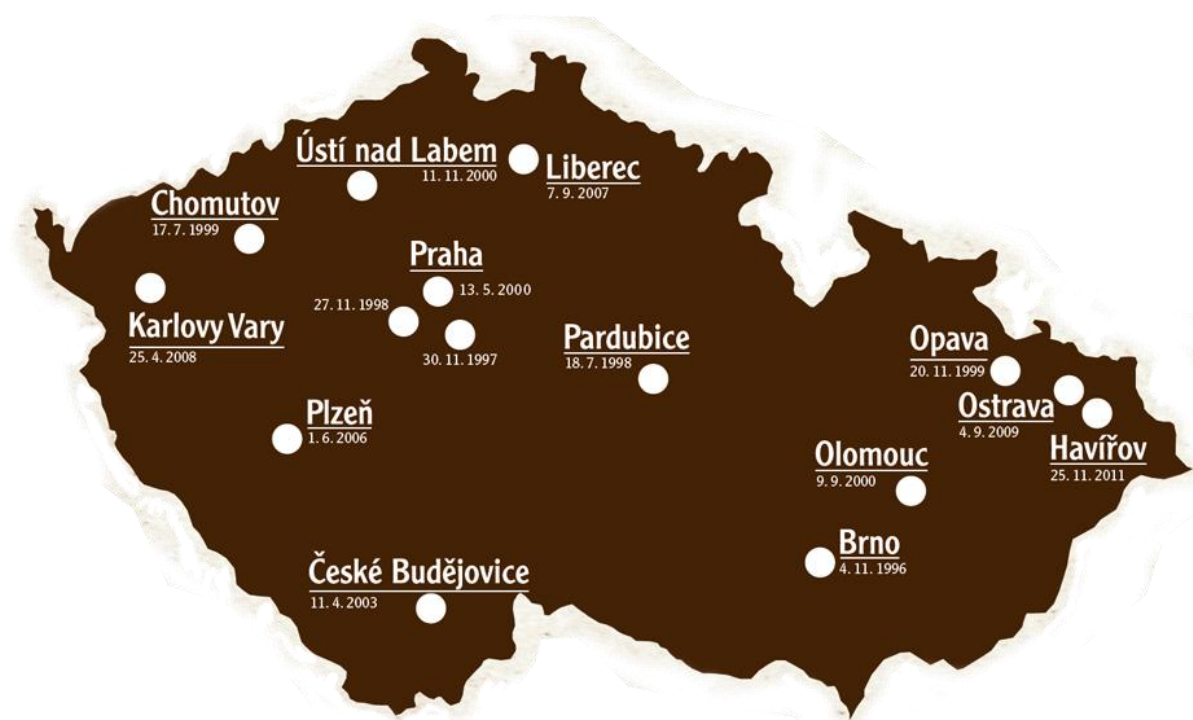 Ústí nad Labem
11. 11. 2000
Liberec
7. 9. 2007
Chomutov
17. 7. 1999
Praha
13. 5. 2000
27. 11. 1998
30. 11. 1997
Karlovy Vary
25. 4. 2008
Pardubice
18. 7. 1998
Opava
20. 11. 1999
Ostrava
4. 9. 2009
Havířov
25. 11. 2011
Plzeň
1. 6. 2006
Olomouc
9. 9. 2000
Brno
4. 11. 1996
České Budějovice
11. 4. 2003